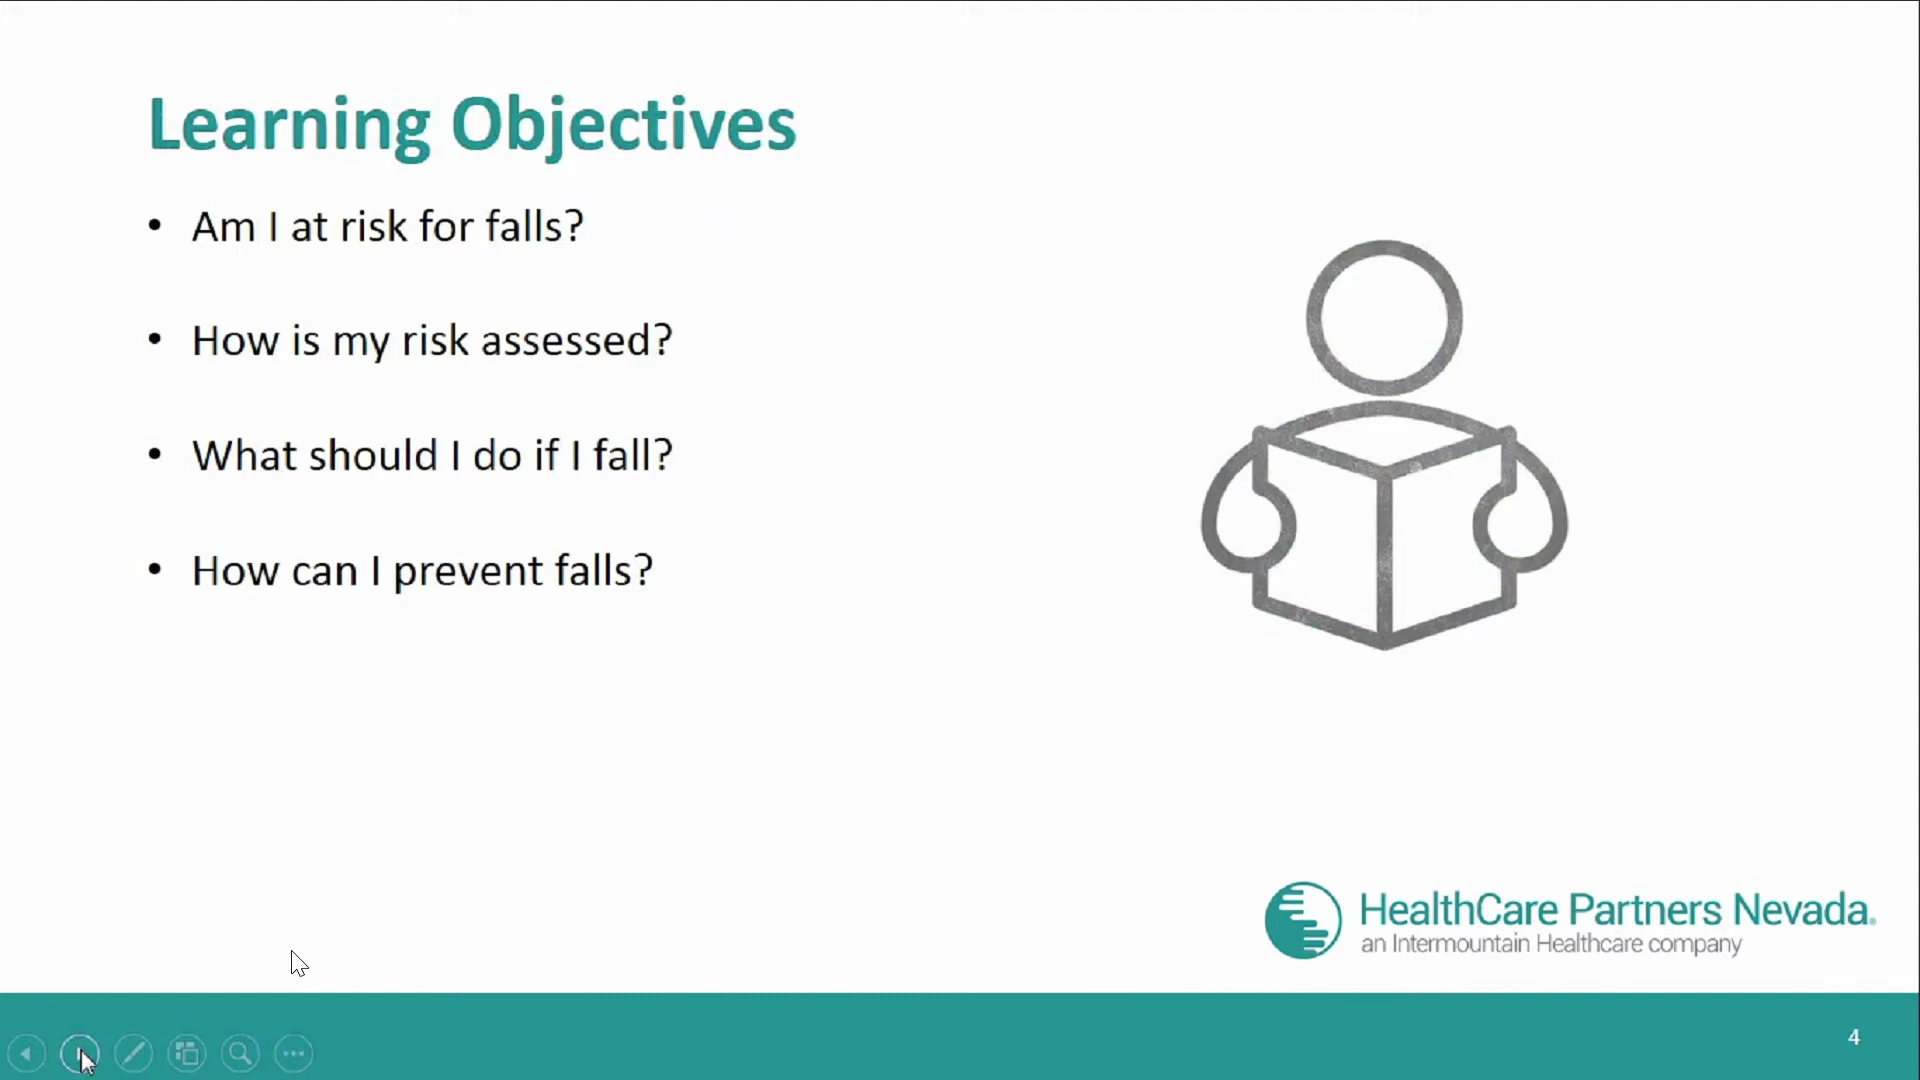 Learning Objectives
• Am I at risk for falls?
• How is my risk assessed?
• What should I do if I fall?
• How can I prevent falls?
HealthCare Partners Nevada®
an Intermountain Healthcare company
4